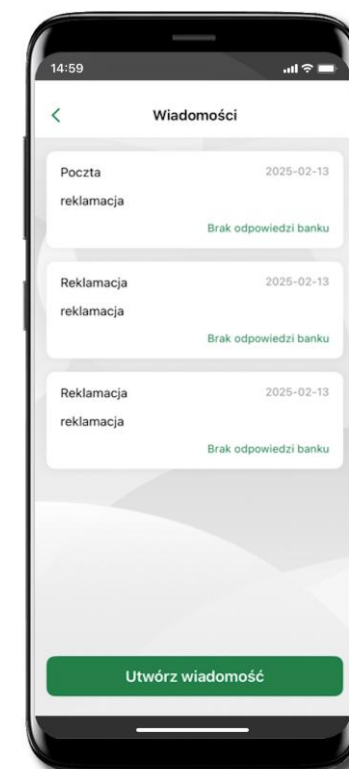 14:59
Wiadomości
Poczta 2025-02-13
reklamacja
Brak odpowiedzi banku
Reklamacja 2025-02-13
reklamacja
Brak odpowiedzi banku
Reklamacja 2025-02-13
reklamacja
Brak odpowiedzi banku
Utwórz wiadomość